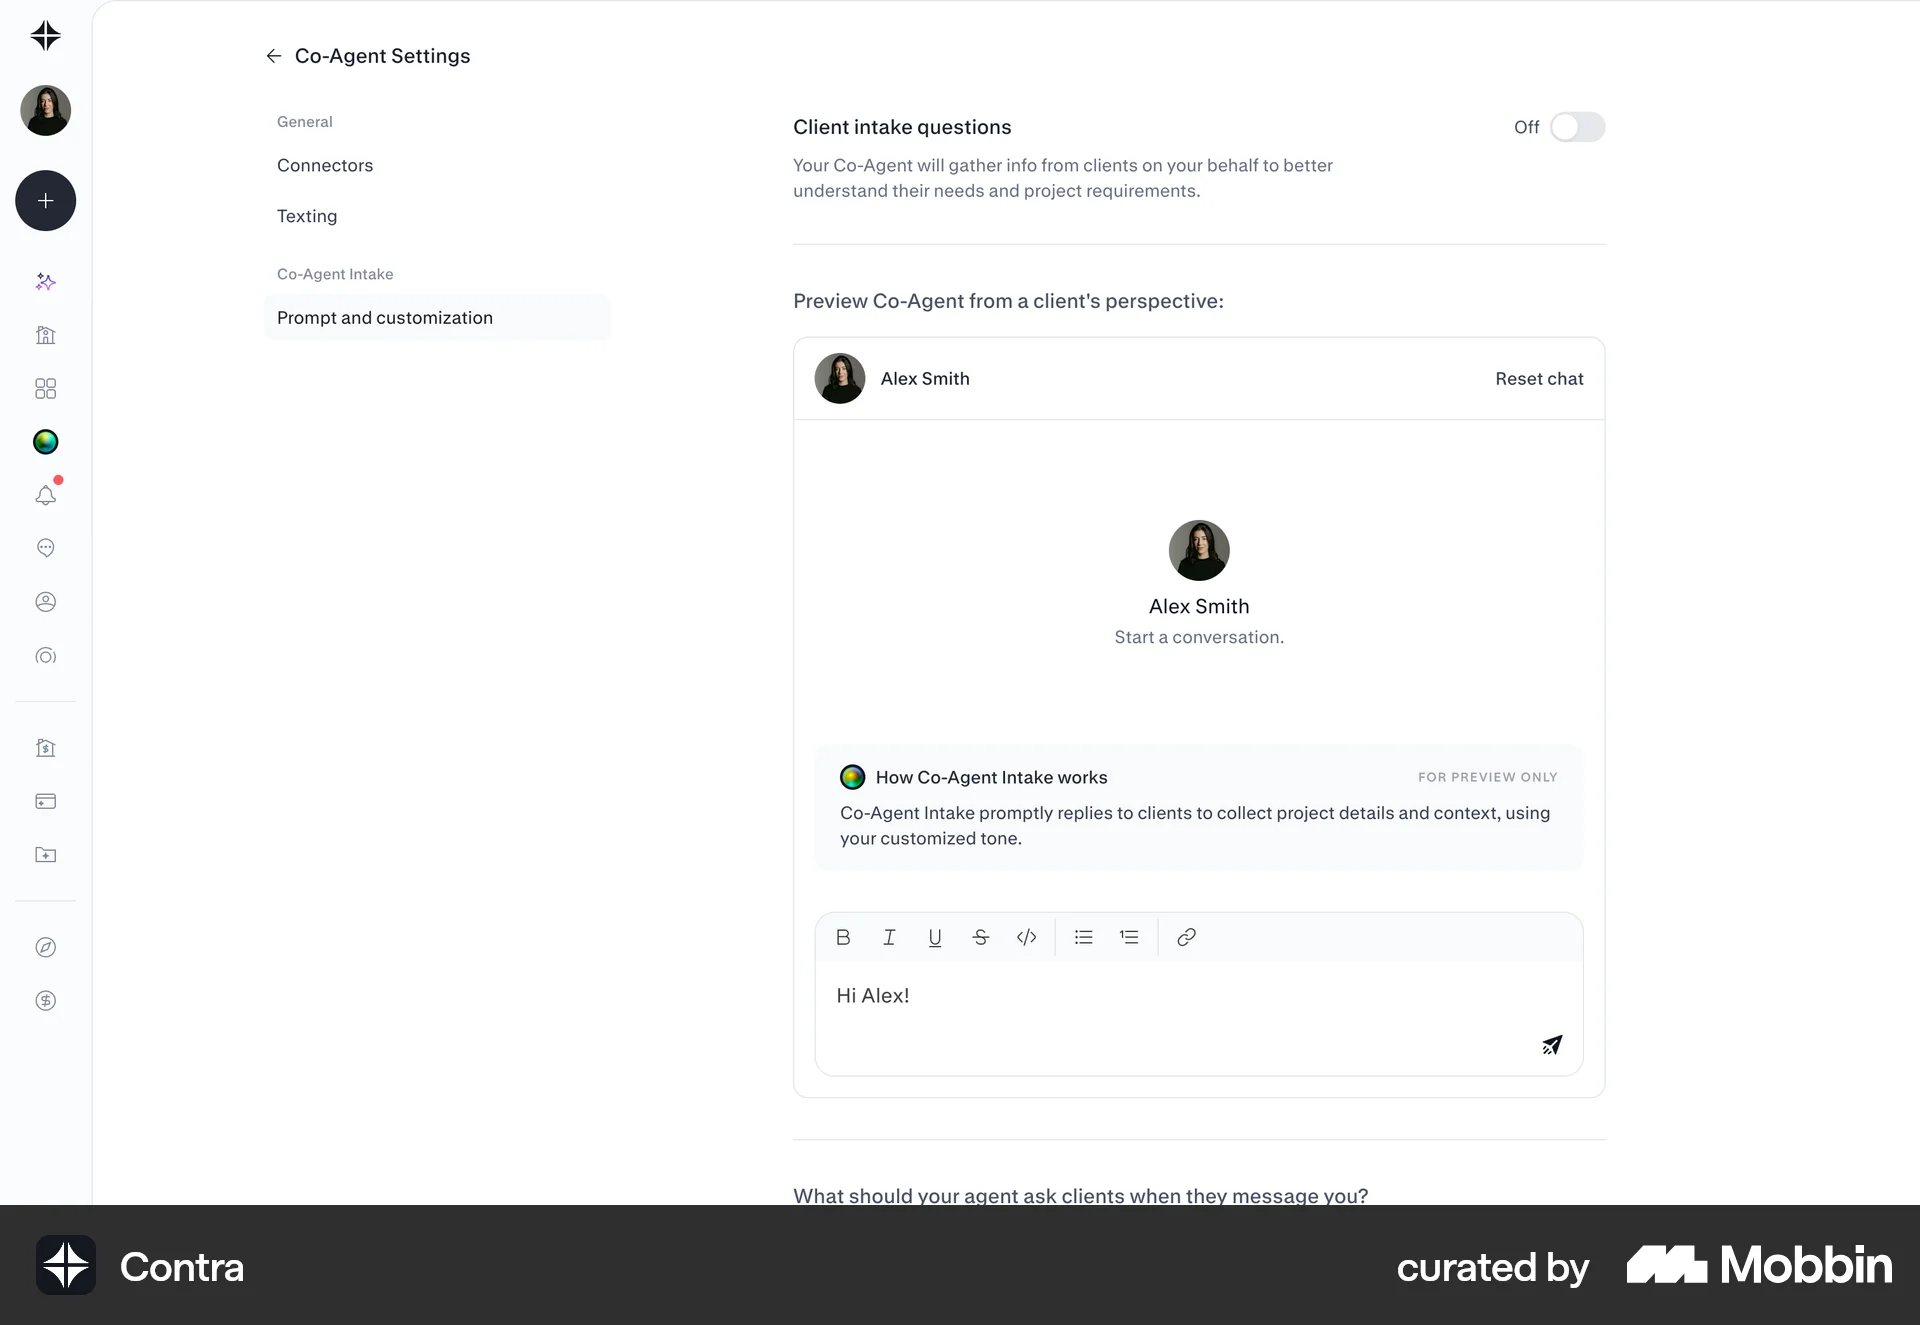 Co-Agent Settings
General
Connectors
Texting
Co-Agent Intake
Prompt and customization
Client intake questions
Off
Your Co-Agent will gather info from clients on your behalf to better
understand their needs and project requirements.
Preview Co-Agent from a client's perspective:
Alex Smith
Reset chat
Alex Smith
Start a conversation.
How Co-Agent Intake works
FOR PREVIEW ONLY
Co-Agent Intake promptly replies to clients to collect project details and context, using
your customized tone.
Hi Alex!
What should your agent ask clients when they message you?
Contra
curated by
Mobbin